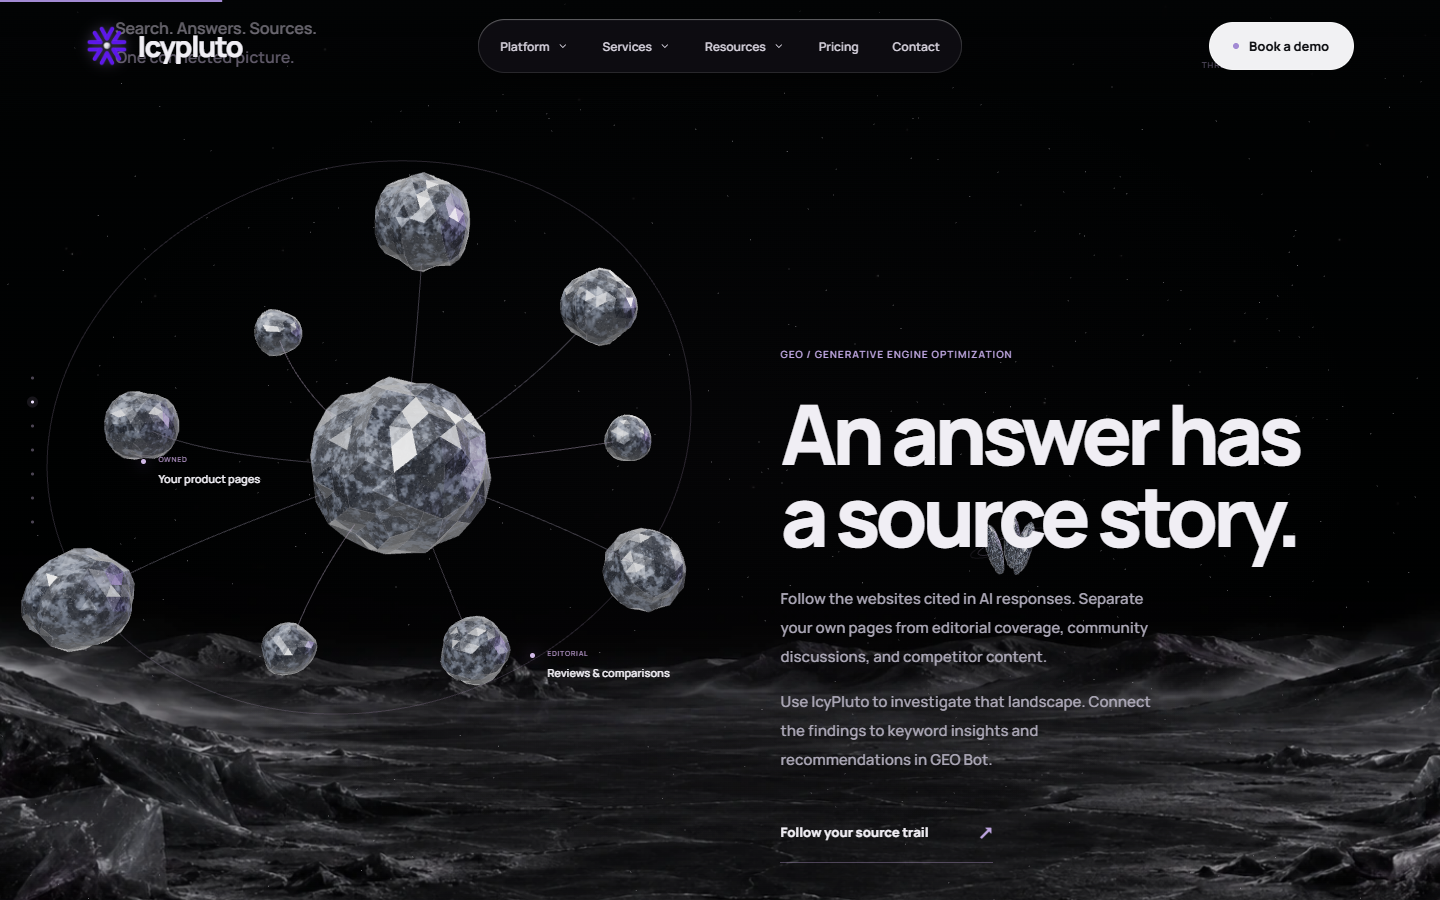 Search. Answers. Sources.
One connected picture.
Icypluto
Platform
Services
Resources
Pricing
Contact
Book a demo
OWNED
Your product pages
EDITORIAL
Reviews & comparisons
GEO / GENERATIVE ENGINE OPTIMIZATION
An answer has
a source story.
Follow the websites cited in AI responses. Separate
your own pages from editorial coverage, community
discussions, and competitor content.
Use IcyPluto to investigate that landscape. Connect
the findings to keyword insights and
recommendations in GEO Bot.
Follow your source trail